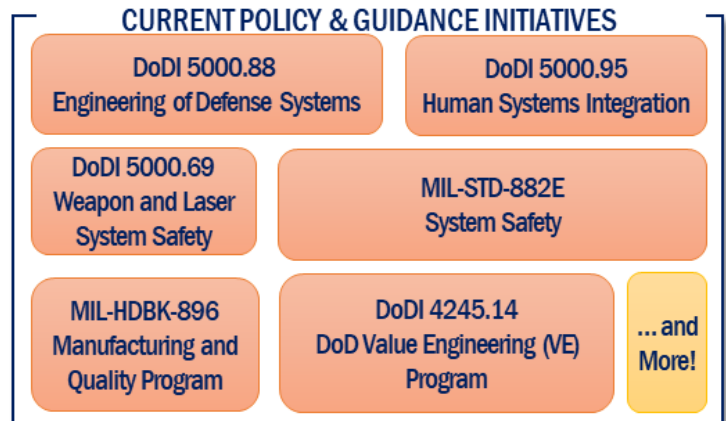 CURRENT POLICY & GUIDANCE INITIATIVES
DoDI 5000.88
Engineering of Defense Systems
DoDI 5000.95
Human Systems Integration
DoDI 5000.69
Weapon and Laser
System Safety
MIL-STD-882E
System Safety
MIL-HDBK-896
Manufacturing and
Quality Program
DoDI 4245.14
DoD Value Engineering (VE)
Program
... and
More!